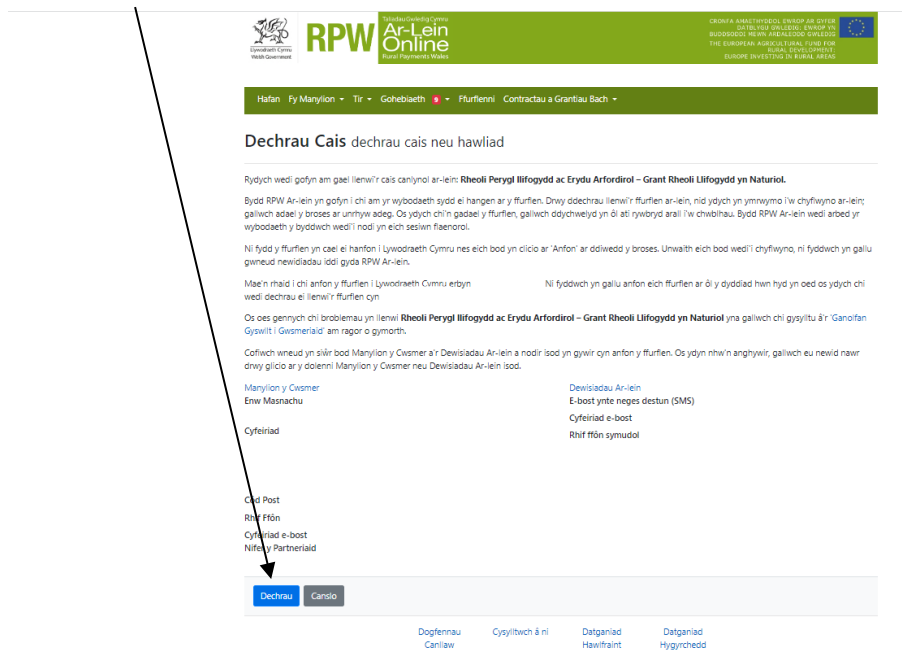 Llywodraeth Cymru
Welsh Government
RPW
Taliadau Gwledig Cymru
Ar-Lein
Online
Rural Payments Wales
CRONFA AMAETHYDDOL EWROP AR GYFER
DATBLYGU GWLEDIG: EWROP YN
BUDDSODDI MEWN ARDALOEDD GWLEDIG
THE EUROPEAN AGRICULTURAL FUND FOR
RURAL DEVELOPMENT:
EUROPE INVESTING IN RURAL AREAS
Hafan Fy Manylion Tir Gohebiaeth 9 Ffurflenni Contractau a Grantiau Bach
Dechrau Cais dechrau cais neu hawliad
Rydych wedi gofyn am gael llenwi'r cais canlynol ar-lein: Rheoli Perygl llifogydd ac Erydu Arfordirol – Grant Rheoli Llifogydd yn Naturiol.
Bydd RPW Ar-lein yn gofyn i chi am yr wybodaeth sydd ei hangen ar y ffurflen. Drwy ddechrau llenwi'r ffurflen ar-lein, nid ydych yn ymrwymo i'w chyflwyno ar-lein;
gallwch adael y broses ar unrhyw adeg. Os ydych chi'n gadael y ffurflen, gallwch ddychwelyd yn ôl ati rywbryd arall i'w chwblhau. Bydd RPW Ar-lein wedi arbed yr
wybodaeth y byddwch wedi'i nodi yn eich sesiwn flaenorol.
Ni fydd y ffurflen yn cael ei hanfon i Lywodraeth Cymru nes eich bod yn clicio ar 'Anfon' ar ddiwedd y broses. Unwaith eich bod wedi'i chyflwyno, ni fyddwch yn gallu
gwneud newidiadau iddi gyda RPW Ar-lein.
Mae'n rhaid i chi anfon y ffurflen i Lywodraeth Cymru erbyn Ni fyddwch yn gallu anfon eich ffurflen ar ôl y dyddiad hwn hyd yn oed os ydych chi
wedi dechrau ei llenwi'r ffurflen cyn
Os oes gennych chi broblemau yn llenwi Rheoli Perygl llifogydd ac Erydu Arfordirol – Grant Rheoli Llifogydd yn Naturiol yna gallwch chi gysylltu â'r 'Ganolfan
Gyswllt i Gwsmeriaid' am ragor o gymorth.
Cofiwch wneud yn siŵr bod Manylion y Cwsmer a'r Dewisiadau Ar-lein a nodir isod yn gywir cyn anfon y ffurflen. Os ydyn nhw'n anghywir, gallwch eu newid nawr
drwy glicio ar y dolenni Manylion y Cwsmer neu Dewisiadau Ar-lein isod.
Manylion y Cwsmer
Enw Masnachu
Cyfeiriad
Cod Post
Rhif Ffôn
Cyfeiriad e-bost
Nifer y Partneriaid
Dewisiadau Ar-lein
E-bost ynte neges destun (SMS)
Cyfeiriad e-bost
Rhif ffôn symudol
Dechrau Canslo
Dogfennau
Canllaw
Cysylltwch â ni
Datganiad
Hawlfraint
Datganiad
Hygyrchedd